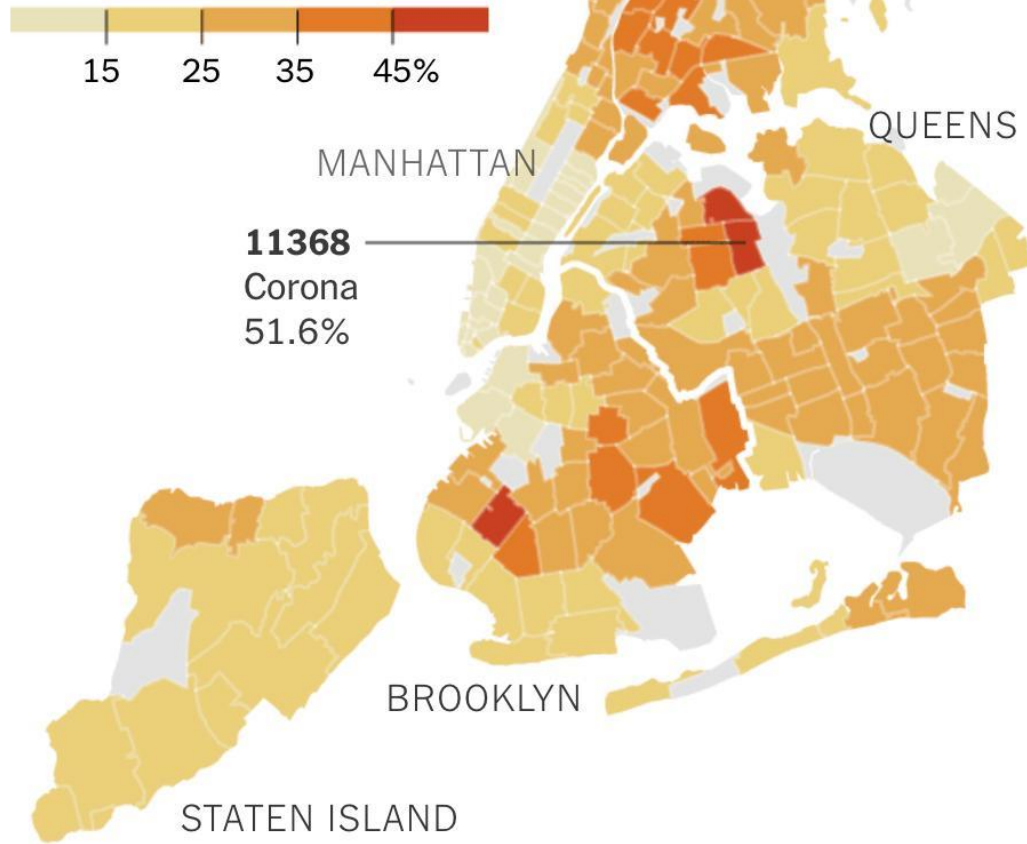 15 25 35 45%
QUEENS
MANHATTAN
11368
Corona
51.6%
BROOKLYN
STATEN ISLAND